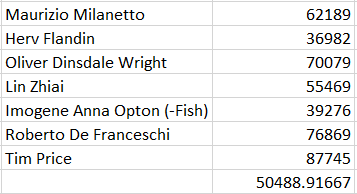 Maurizio Milanetto 62189
Herv Flandin 36982
Oliver Dinsdale Wright 70079
Lin Zhiai 55469
Imogene Anna Opton (-Fish) 39276
Roberto De Franceschi 76869
Tim Price 87745
50488.91667